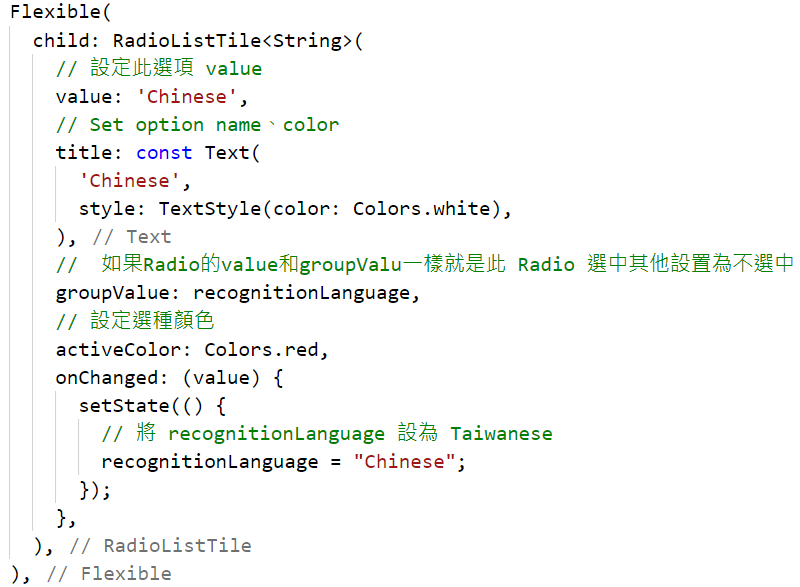 Flexible(
child: RadioListTile<String>(
// 設定此選項 value
value: 'Chinese',
// Set option name、color
title: const Text(
'Chinese',
style: TextStyle(color: Colors.white),
), // Text
//  如果Radio的value和groupValu一樣就是此 Radio 選中其他設置為不選中
groupValue: recognitionLanguage,
// 設定選種顏色
activeColor: Colors.red,
onChanged: (value) {
setState(() {
// 將 recognitionLanguage 設為 Taiwanese
recognitionLanguage = "Chinese";
});
},
), // RadioListTile
), // Flexible